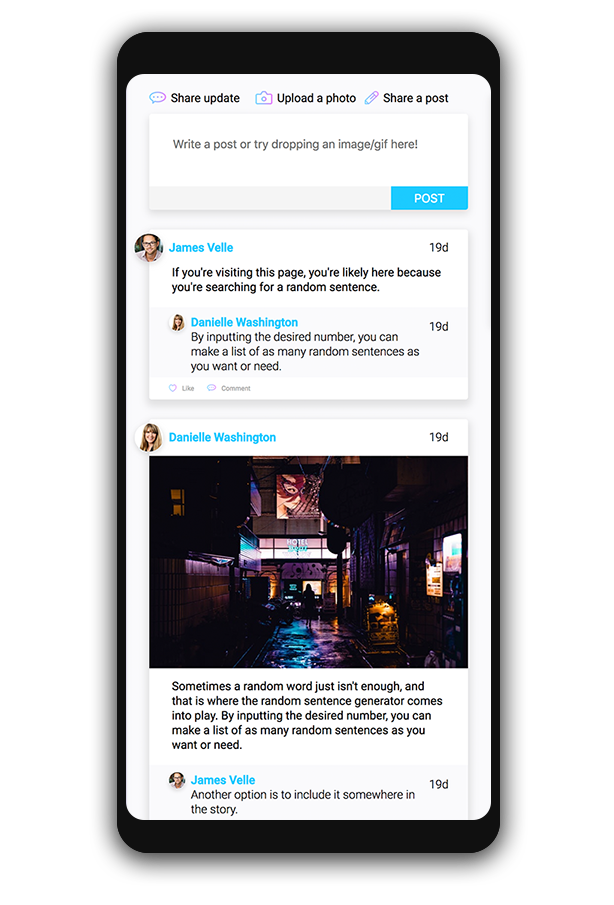 Share update Upload a photo Share a post
Write a post or try dropping an image/gif here!
POST
James Velle 19d
If you're visiting this page, you're likely here because
you're searching for a random sentence.
Danielle Washington 19d
By inputting the desired number, you can
make a list of as many random sentences as
you want or need.
Like Comment
Danielle Washington 19d
HOTEL
Sometimes a random word just isn't enough, and
that is where the random sentence generator comes
into play. By inputting the desired number, you can
make a list of as many random sentences as you
want or need.
James Velle 19d
Another option is to include it somewhere in
the story.